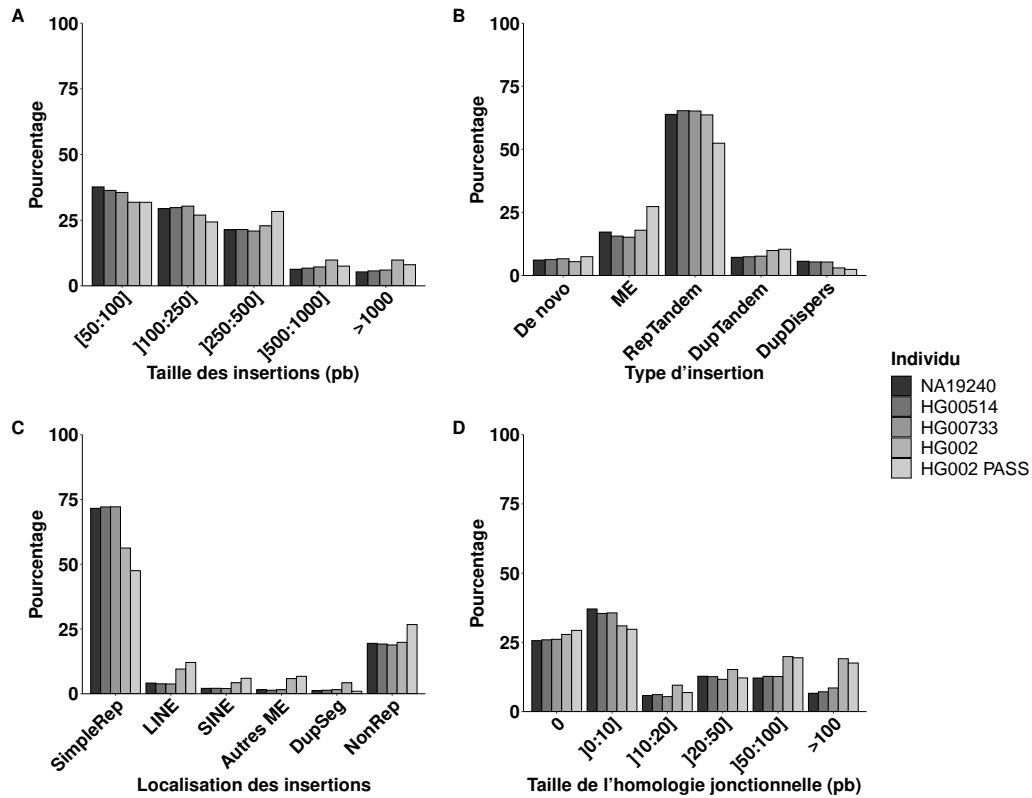 A
Pourcentage
100
75
50
25
0
[50:100]
]100:250]
]250:500]
]500:1000]
>1000
Taille des insertions (pb)
B
Pourcentage
100
75
50
25
0
De novo
ME
RepTandem
DupTandem
DupDispers
Type d'insertion
Individu
NA19240
HG00514
HG00733
HG002
HG002 PASS
C
Pourcentage
100
75
50
25
0
SimpleRep
LINE
SINE
Autres ME
DupSeg
NonRep
Localisation des insertions
D
Pourcentage
100
75
50
25
0
0
]0:10]
]10:20]
]20:50]
]50:100]
>100
Taille de l'homologie jonctionnelle (pb)